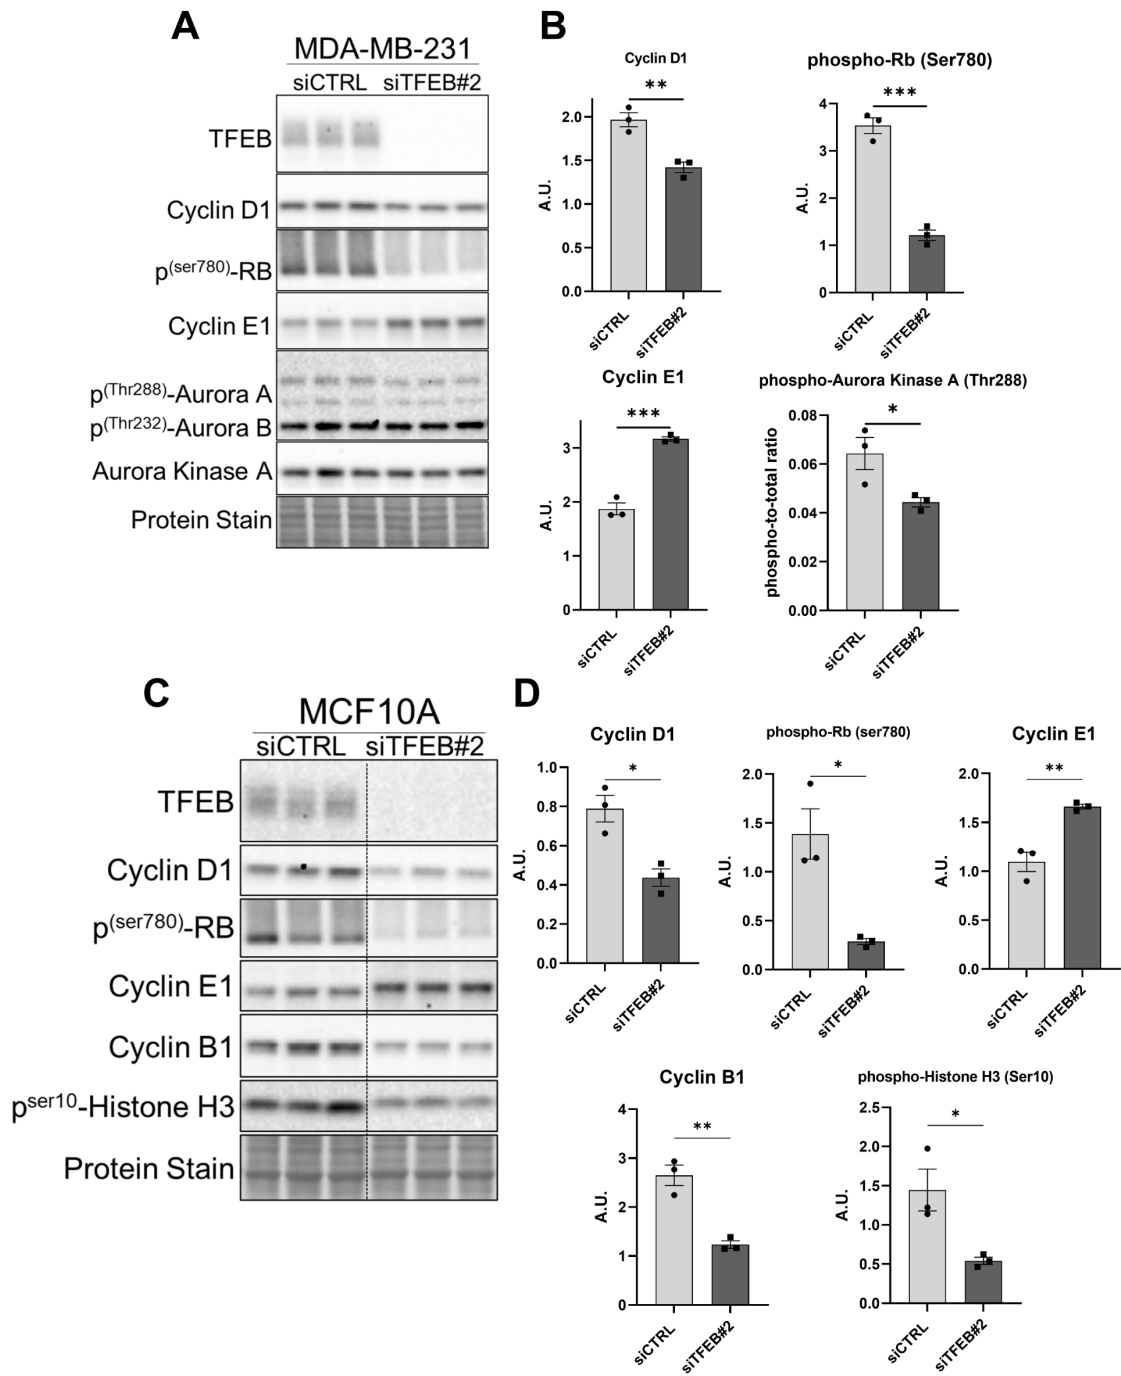 A
MDA-MB-231
siCTRL siTFEB#2
TFEB
Cyclin D1
p(ser780)-RB
Cyclin E1
p(Thr288)-Aurora A
p(Thr232)-Aurora B
Aurora Kinase A
Protein Stain
B
Cyclin D1
**
2.0
1.5
1.0
0.5
0.0
A.U.
siCTRL
siTFEB#2
phospho-Rb (Ser780)
***
4
3
2
1
0
A.U.
siCTRL
siTFEB#2
Cyclin E1
***
3
2
1
0
A.U.
siCTRL
siTFEB#2
phospho-Aurora Kinase A (Thr288)
*
0.08
0.06
0.04
0.02
0.00
phospho-to-total ratio
siCTRL
siTFEB#2
C
MCF10A
siCTRL siTFEB#2
TFEB
Cyclin D1
p(ser780)-RB
Cyclin E1
Cyclin B1
pser10-Histone H3
Protein Stain
D
Cyclin D1
*
1.0
0.8
0.6
0.4
0.2
0.0
A.U.
siCTRL
siTFEB#2
phospho-Rb (ser780)
*
2.0
1.5
1.0
0.5
0.0
A.U.
siCTRL
siTFEB#2
Cyclin E1
**
2.0
1.5
1.0
0.5
0.0
A.U.
siCTRL
siTFEB#2
Cyclin B1
**
4
3
2
1
0
A.U.
siCTRL
siTFEB#2
phospho-Histone H3 (Ser10)
*
2.5
2.0
1.5
1.0
0.5
0.0
A.U.
siCTRL
siTFEB#2